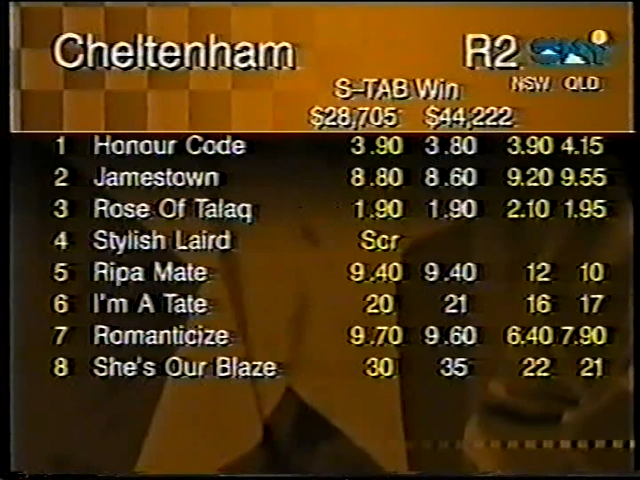 Cheltenham R2 SKY
S-TAB Win NSW QLD
$28,705 $44,222
1 Honour Code 3.90 3.80 3.90 4.15
2 Jamestown 8.80 8.60 9.20 9.55
3 Rose Of Talaq 1.90 1.90 2.10 1.95
4 Stylish Laird Scr
5 Ripa Mate 9.40 9.40 12 10
6 I'm A Tate 20 21 16 17
7 Romanticize 9.70 9.60 6.40 7.90
8 She's Our Blaze 30 35 22 21